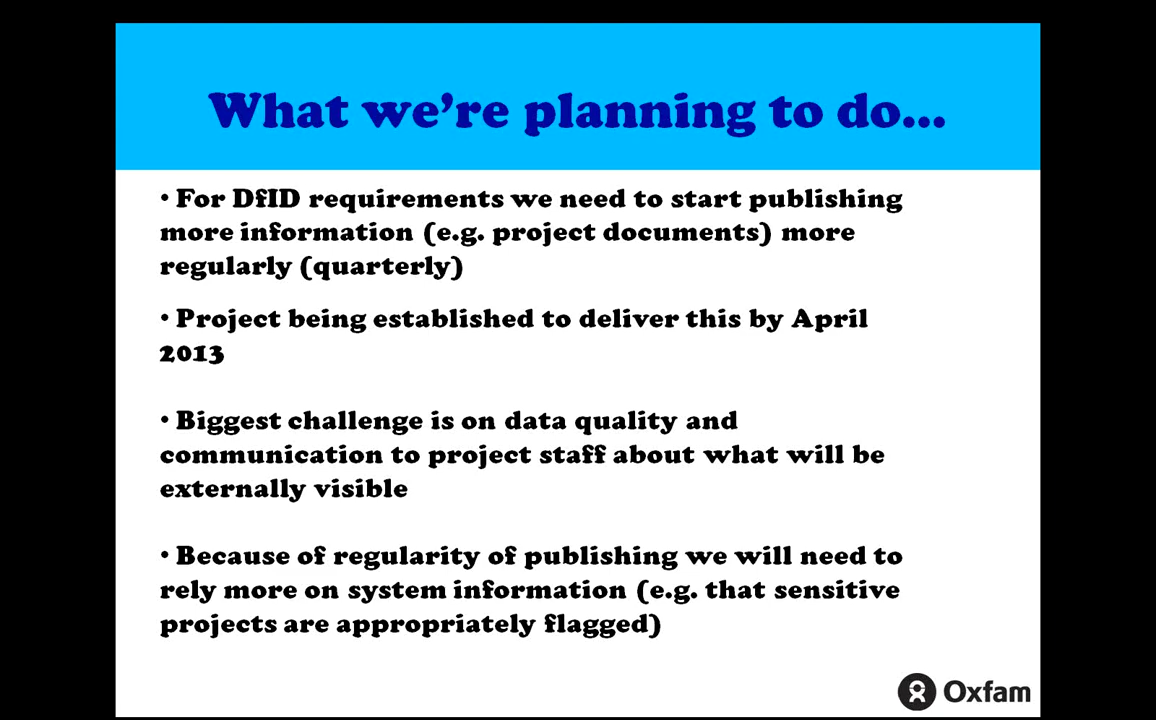 What we’re planning to do...
• For DfID requirements we need to start publishing
more information (e.g. project documents) more
regularly (quarterly)
• Project being established to deliver this by April
2013
• Biggest challenge is on data quality and
communication to project staff about what will be
externally visible
• Because of regularity of publishing we will need to
rely more on system information (e.g. that sensitive
projects are appropriately flagged)
Oxfam